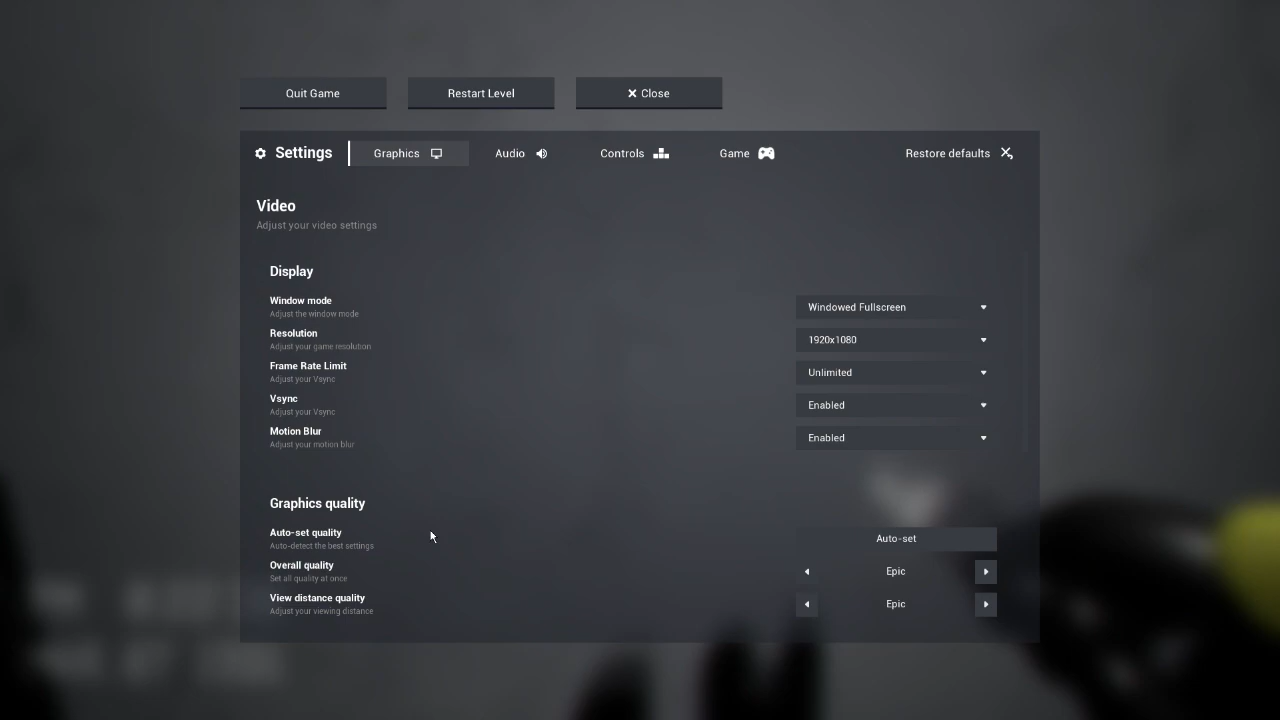 Quit Game
Restart Level
Close
Settings
Graphics
Audio
Controls
Game
Restore defaults
Video
Adjust your video settings
Display
Window mode
Windowed Fullscreen
Adjust the window mode
Resolution
1920x1080
Adjust your game resolution
Frame Rate Limit
Unlimited
Adjust your Vsync
Vsync
Enabled
Adjust your Vsync
Motion Blur
Enabled
Adjust your motion blur
Graphics quality
Auto-set quality
Auto-set
Auto-detect the best settings
Overall quality
Epic
Set all quality at once
View distance quality
Epic
Adjust your viewing distance